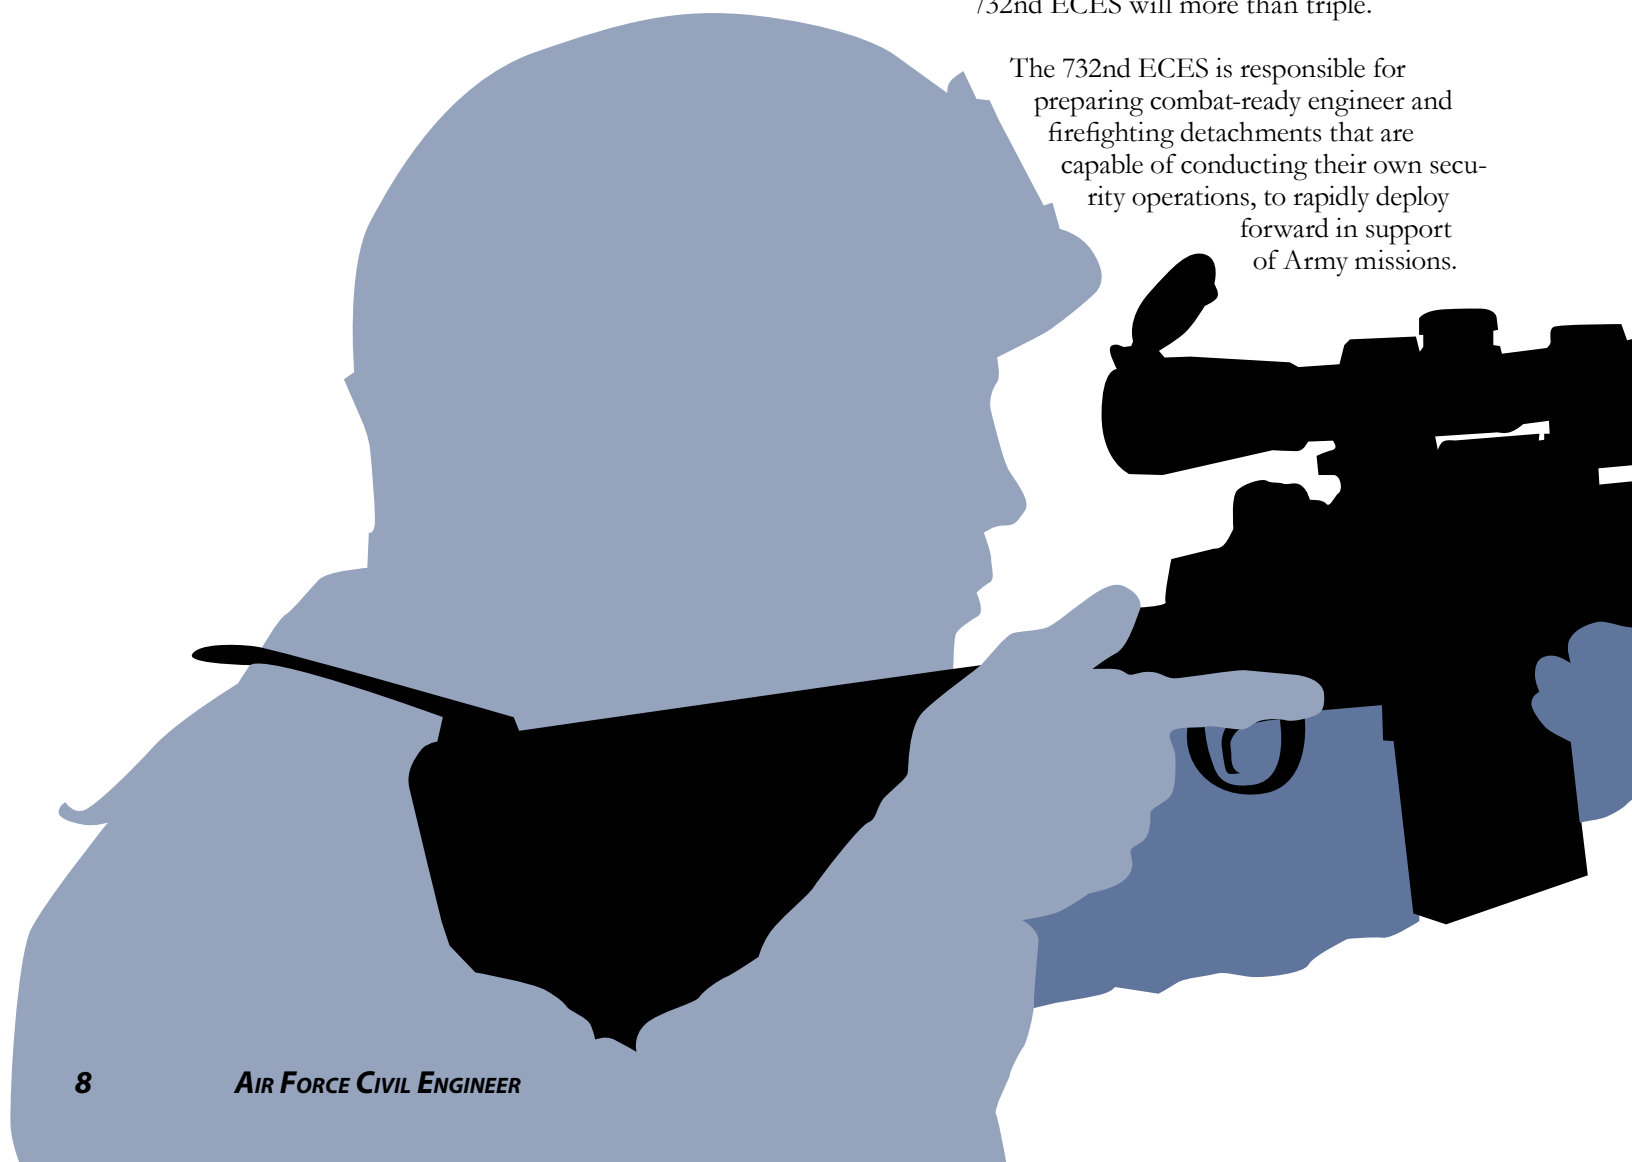 732nd ECES will more than triple.
The 732nd ECES is responsible for
preparing combat-ready engineer and
firefighting detachments that are
capable of conducting their own secu-
rity operations, to rapidly deploy
forward in support
of Army missions.
8 AIR FORCE CIVIL ENGINEER